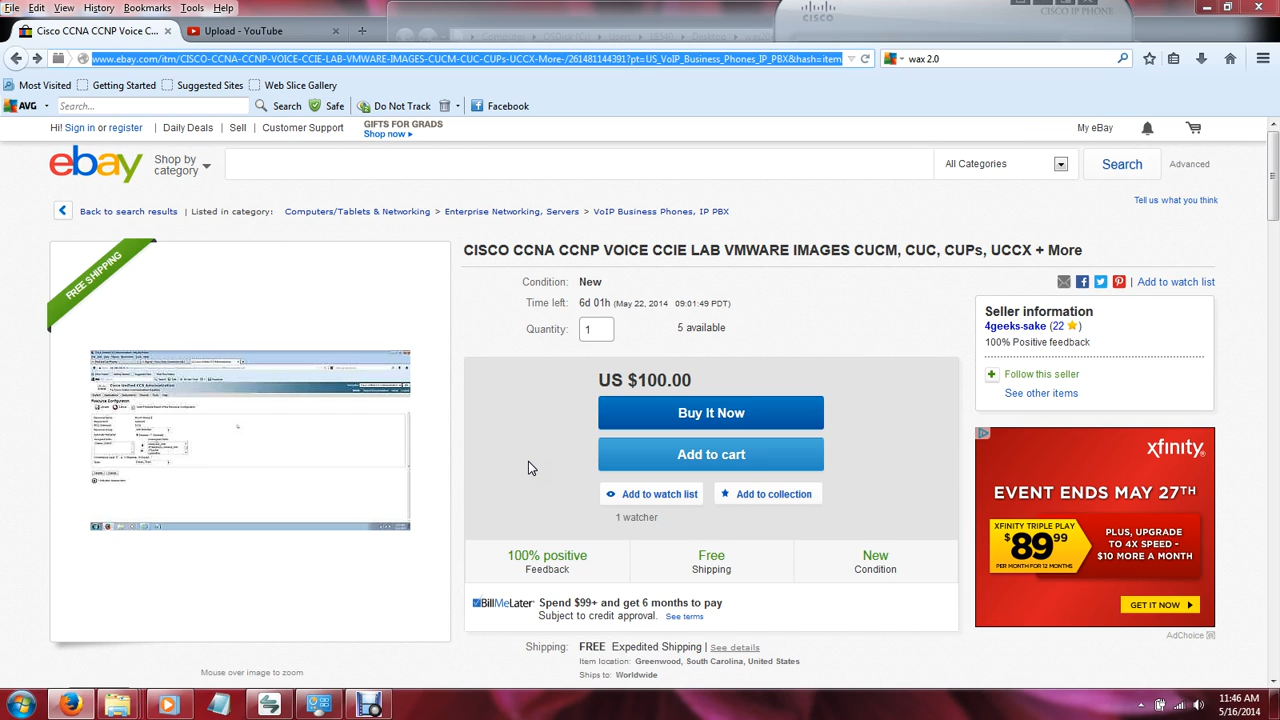 File Edit View History Bookmarks Tools Help
CISCO
CISCO IP PHONE
Cisco CCNA CCNP Voice C... ×
Upload - YouTube ×
www.ebay.com/itm/CISCO-CCNA-CCNP-VOICE-CCIE-LAB-VMWARE-IMAGES-CUCM-CUC-CUPs-UCCX-More-/261481144391?pt=US_VoIP_Business_Phones_IP_PBX&hash=item
wax 2.0
Most Visited Getting Started Suggested Sites Web Slice Gallery
AVG Search... Search Safe Do Not Track Facebook
Hi! Sign in or register Daily Deals Sell Customer Support
GIFTS FOR GRADS
Shop now ▸
My eBay
ebay
Shop by
category
All Categories
Search
Advanced
Tell us what you think
Back to search results Listed in category: Computers/Tablets & Networking > Enterprise Networking, Servers > VoIP Business Phones, IP PBX
FREE SHIPPING
CISCO CCNA CCNP VOICE CCIE LAB VMWARE IMAGES CUCM, CUC, CUPs, UCCX + More
Condition: New
Time left: 6d 01h (May 22, 2014 09:01:49 PDT)
Quantity: 1 5 available
US $100.00
Buy It Now
Add to cart
Add to watch list
Add to collection
1 watcher
100% positive
Feedback
Free
Shipping
New
Condition
BillMeLater Spend $99+ and get 6 months to pay
Subject to credit approval. See terms
Shipping: FREE Expedited Shipping | See details
Item location: Greenwood, South Carolina, United States
Ships to: Worldwide
Mouse over image to zoom
| Add to watch list
Seller information
4geeks-sake (22 ★)
100% Positive feedback
Follow this seller
See other items
xfinity
EVENT ENDS MAY 27TH
XFINITY TRIPLE PLAY
$89.99
PER MONTH FOR 12 MONTHS
PLUS, UPGRADE
TO 4X SPEED -
$10 MORE A MONTH
GET IT NOW
AdChoice
11:46 AM
5/16/2014